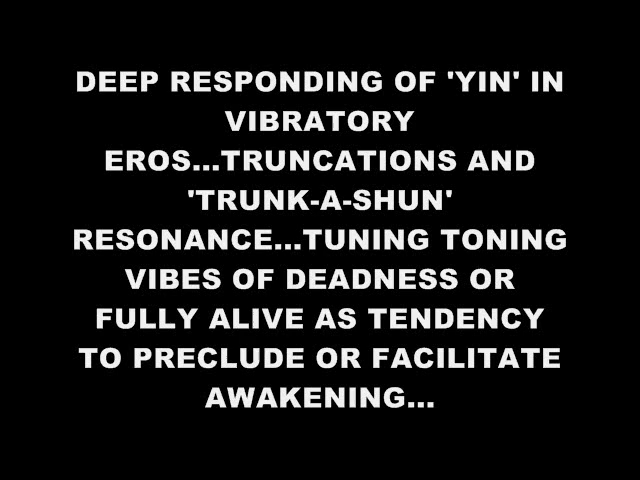 DEEP RESPONDING OF 'YIN' IN
VIBRATORY
EROS...TRUNCATIONS AND
'TRUNK-A-SHUN'
RESONANCE...TUNING TONING
VIBES OF DEADNESS OR
FULLY ALIVE AS TENDENCY
TO PRECLUDE OR FACILITATE
AWAKENING...